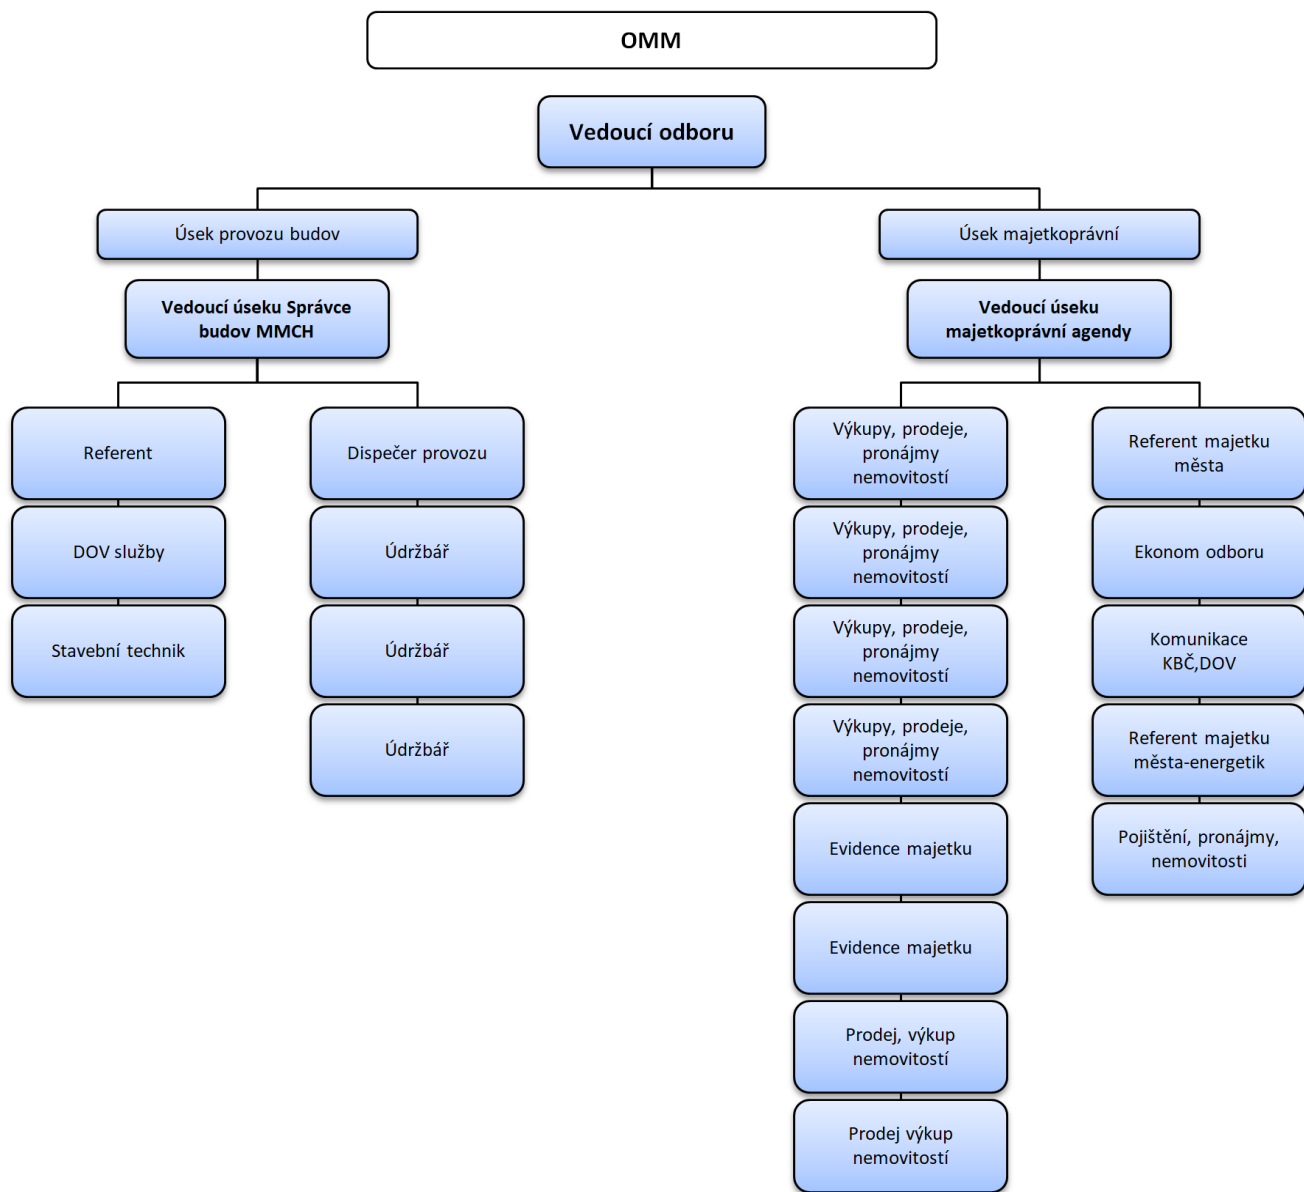 OMM
Vedoucí odboru
Úsek provozu budov
Úsek majetkoprávní
Vedoucí úseku Správce
budov MMCH
Vedoucí úseku
majetkoprávní agendy
Referent
DOV služby
Stavební technik
Dispečer provozu
Údržbář
Údržbář
Údržbář
Výkupy, prodeje,
pronájmy
nemovitostí
Výkupy, prodeje,
pronájmy
nemovitostí
Výkupy, prodeje,
pronájmy
nemovitostí
Výkupy, prodeje,
pronájmy
nemovitostí
Evidence majetku
Evidence majetku
Prodej, výkup
nemovitostí
Prodej výkup
nemovitostí
Referent majetku
města
Ekonom odboru
Komunikace
KBČ,DOV
Referent majetku
města-energetik
Pojištění, pronájmy,
nemovitosti